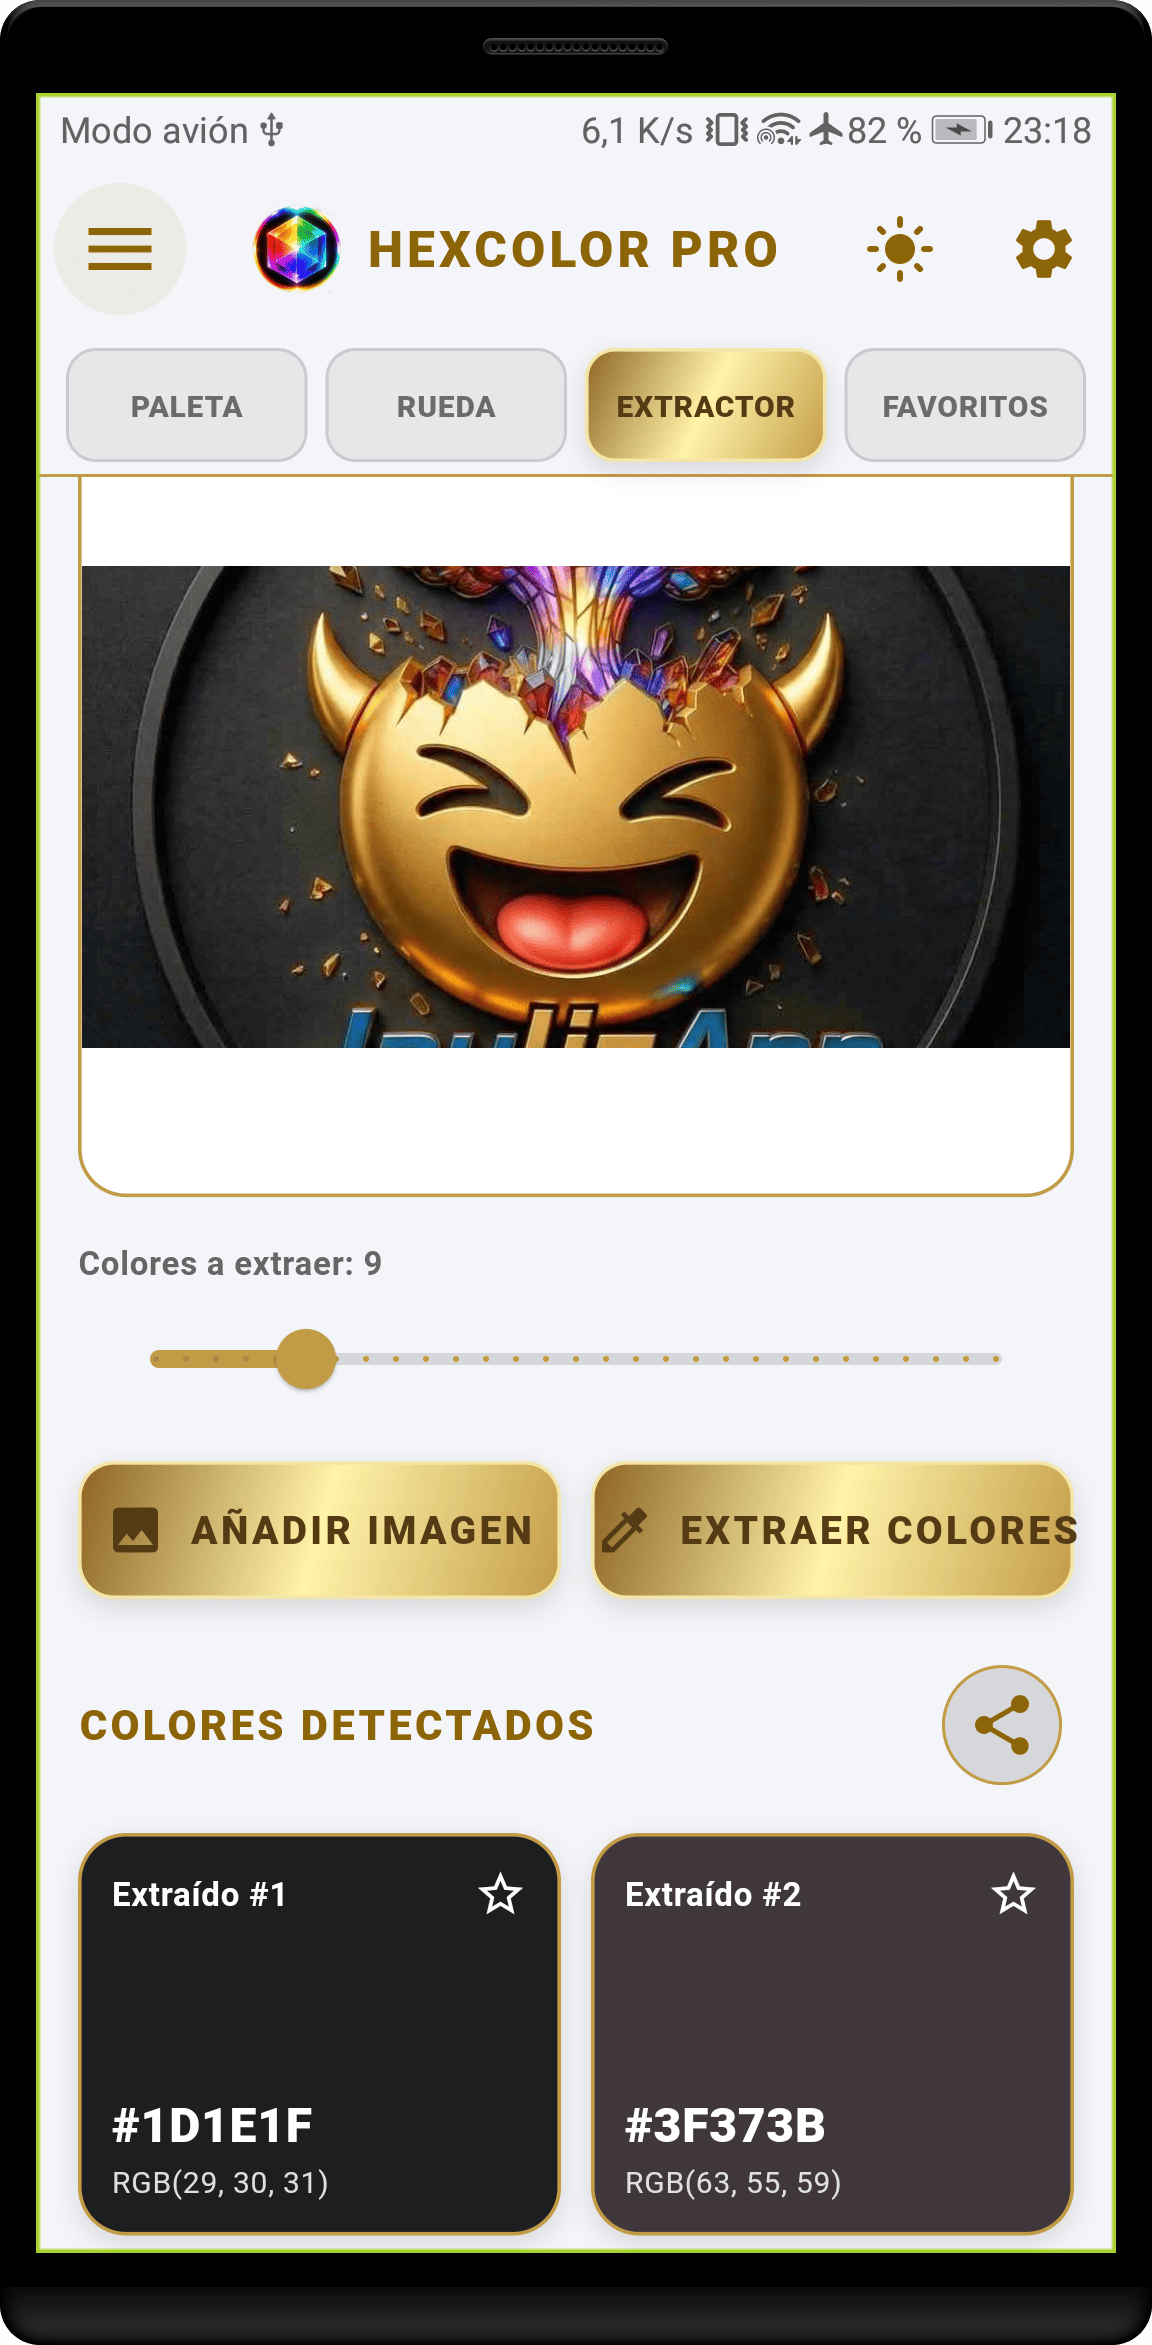 Modo avión 6,1 K/s 82 % 23:18
HEXCOLOR PRO
PALETA RUEDA EXTRACTOR FAVORITOS
Colores a extraer: 9
AÑADIR IMAGEN EXTRAER COLORES
COLORES DETECTADOS
Extraído #1 Extraído #2
#1D1E1F #3F373B
RGB(29, 30, 31) RGB(63, 55, 59)